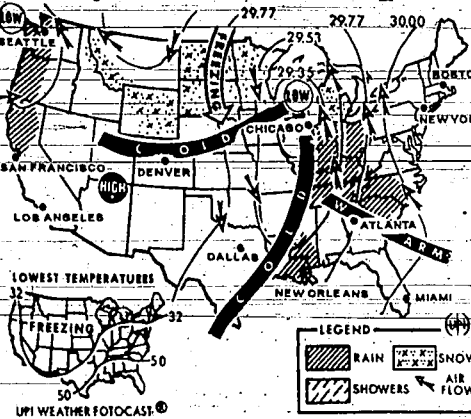 LOW
SEATTLE
29.77
29.77
30.00
29.53
29.35
FREEZING
LOW
BOSTO
NEW YORK
CHICAGO
COLD
SAN FRANCISCO
DENVER
HIGH
LOS ANGELES
COLD
WARM
ATLANTA
DALLAS
NEW ORLEANS
MIAMI
LOWEST TEMPERATURES
32
32
FREEZING
50
50
UPI WEATHER FOTOCAST ®
LEGEND
RAIN
SNOW
SHOWERS
AIR
FLOW